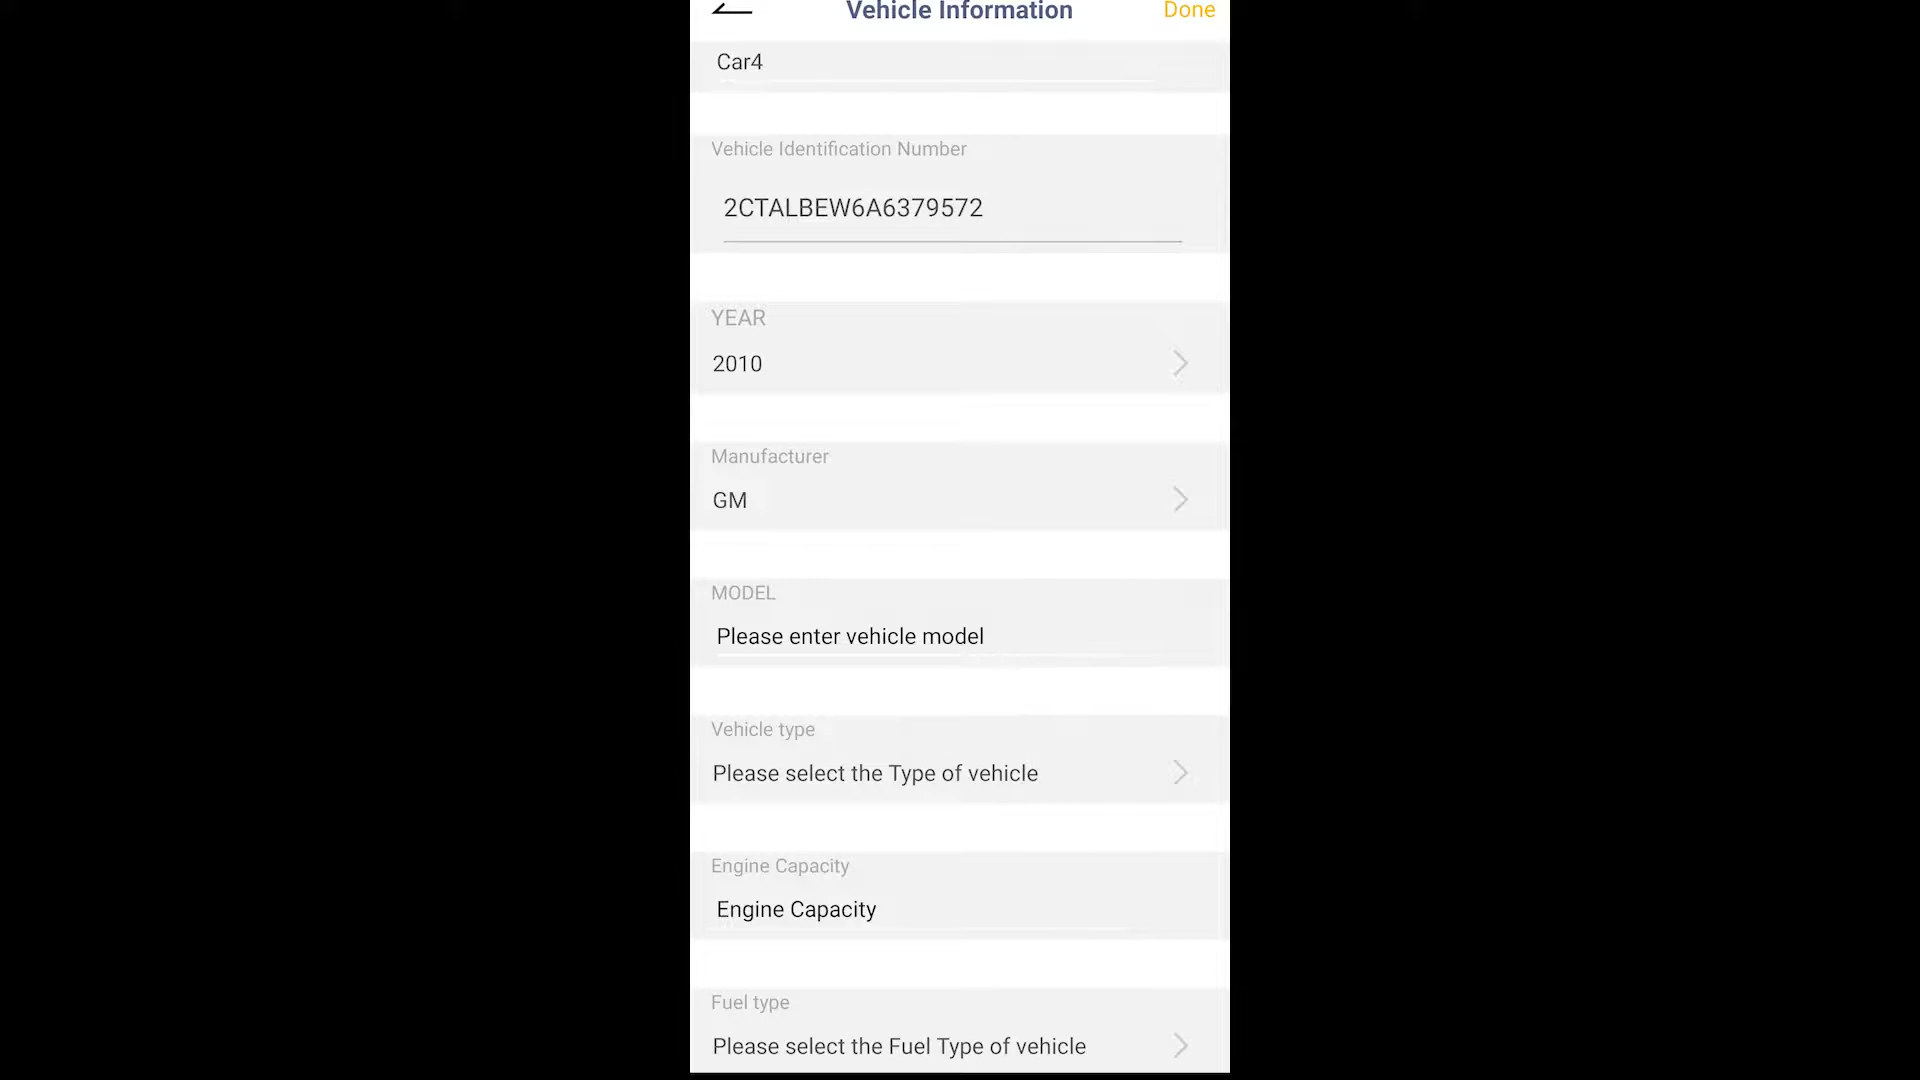 Vehicle Information
Done
Car4
Vehicle Identification Number
2CTALBEW6A6379572
YEAR
2010
Manufacturer
GM
MODEL
Please enter vehicle model
Vehicle type
Please select the Type of vehicle
Engine Capacity
Engine Capacity
Fuel type
Please select the Fuel Type of vehicle